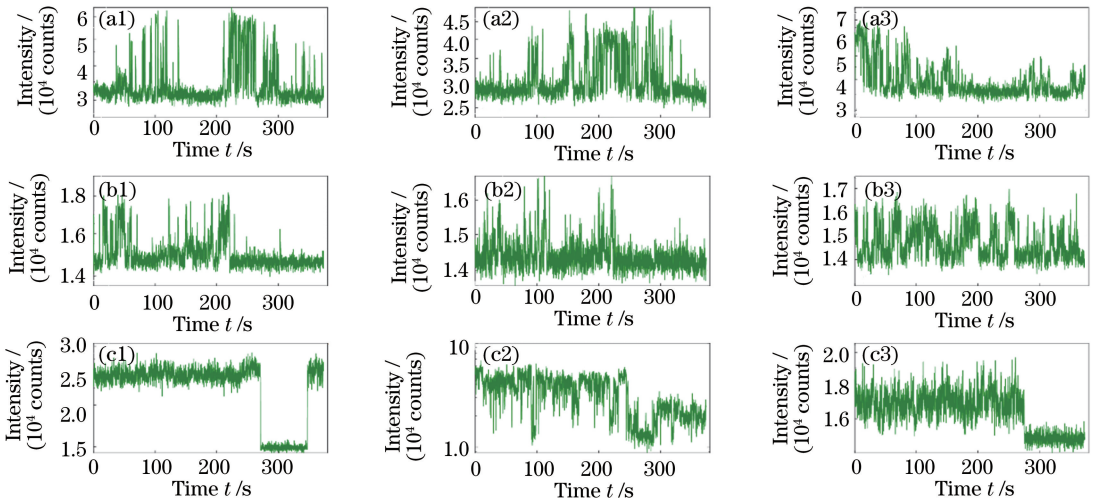 (a1)
6
5
4
3
0 100 200 300
Time t /s
Intensity /
(10⁴ counts)
(a2)
4.5
4.0
3.5
3.0
2.5
0 100 200 300
Time t /s
Intensity /
(10⁴ counts)
(a3)
7
6
5
4
3
0 100 200 300
Time t /s
Intensity /
(10⁴ counts)
(b1)
1.8
1.6
1.4
0 100 200 300
Time t /s
Intensity /
(10⁴ counts)
(b2)
1.6
1.5
1.4
0 100 200 300
Time t /s
Intensity /
(10⁴ counts)
(b3)
1.7
1.6
1.5
1.4
0 100 200 300
Time t /s
Intensity /
(10⁴ counts)
(c1)
3.0
2.5
2.0
1.5
0 100 200 300
Time t /s
Intensity /
(10⁴ counts)
(c2)
10
1.0
0 100 200 300
Time t /s
Intensity /
(10⁴ counts)
(c3)
2.0
1.8
1.6
0 100 200 300
Time t /s
Intensity /
(10⁴ counts)